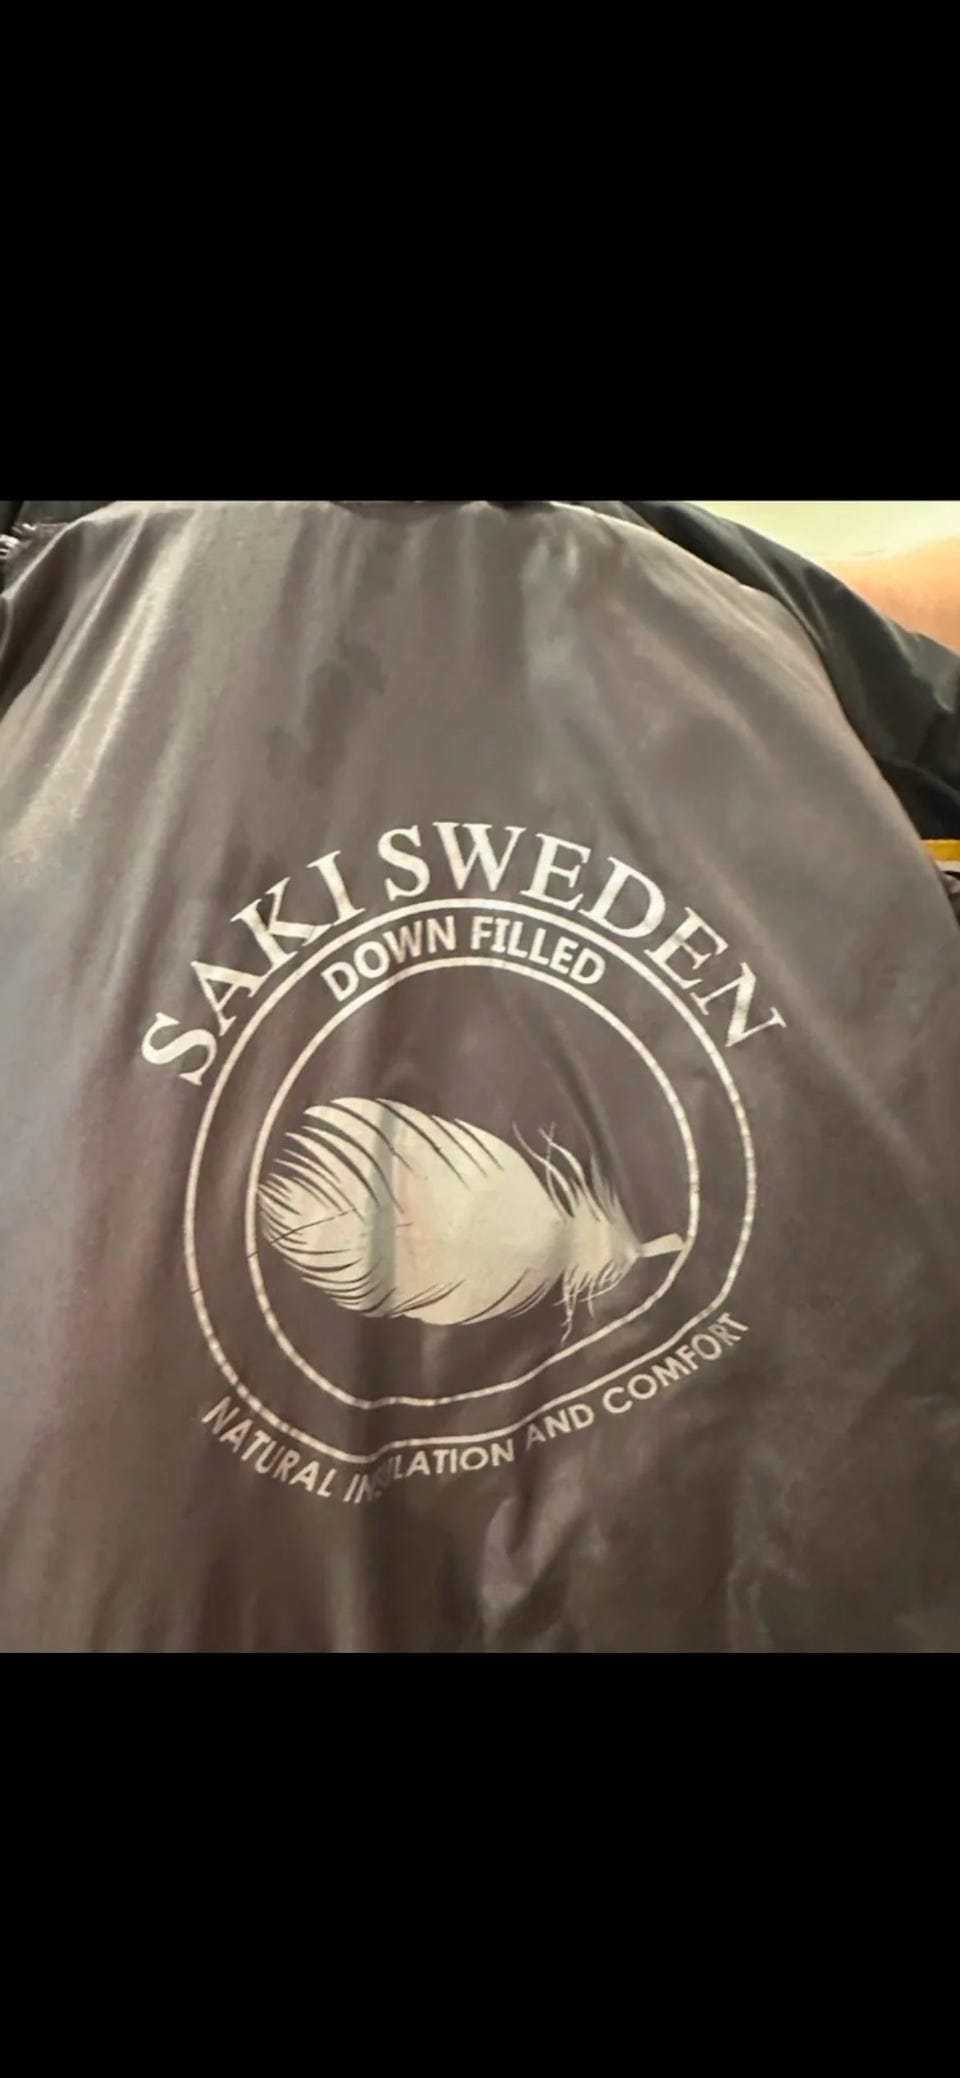 SAKI SWEDEN
DOWN FILLED
NATURAL INSULATION AND COMFORT